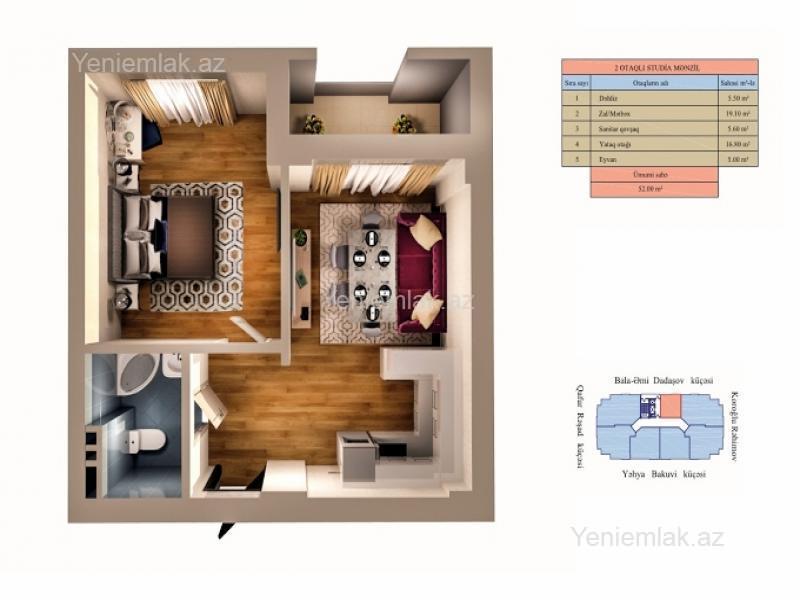 Yeniemlak.az
2 OTAQLI STUDİA MƏNZİL
Sıra sayı Otaqların adı Sahəsi m²-lə
1 Dəhliz 5.50 m²
2 Zal/Mətbəx 19.10 m²
3 Sanitar qovşaq 5.60 m²
4 Yataq otağı 16.80 m²
5 Eyvan 5.00 m²
Ümumi sahə
52.00 m²
Yeniemlak.az
Bala-Əmi Dadaşov küçəsi
Qafur Rəşad küçəsi
Koroğlu Rəhimov
Yəhya Bakuvi küçəsi
Yeniemlak.az